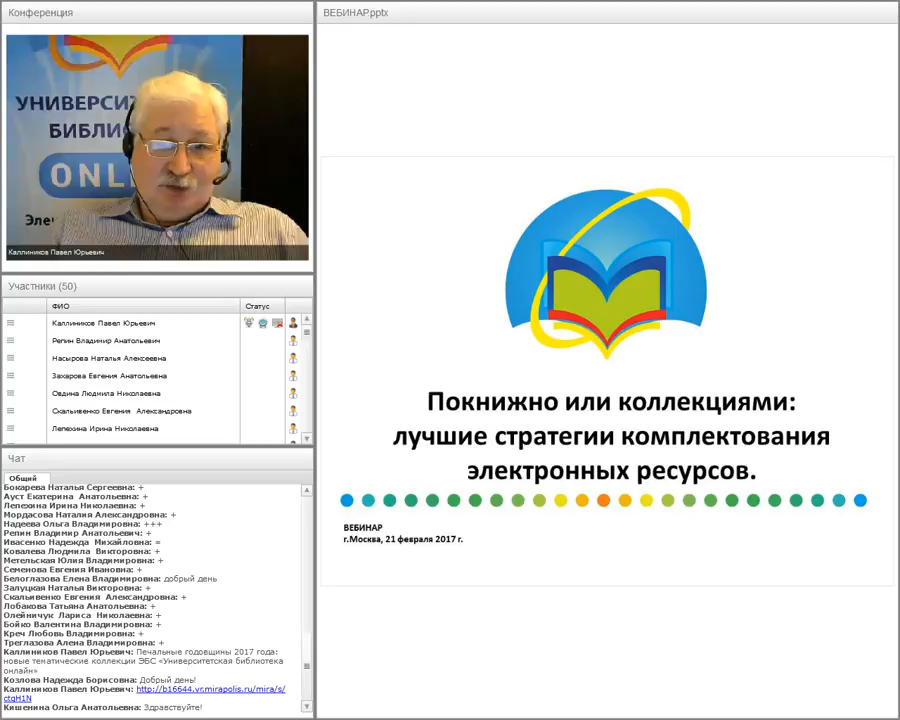 Конференция
УНИВЕРСИТ
БИБЛИО
ONLI
Эле
Каллиников Павел Юрьевич
Участники (50)
ФИО
Статус
Каллиников Павел Юрьевич
Репин Владимир Анатольевич
Насырова Наталья Алексеевна
Захарова Евгения Анатольевна
Овдина Людмила Николаевна
Скальивенко Евгения Александровна
Лепехина Ирина Николаевна
Чат
Общий
Бокарева Наталья Сергеевна: +
Ауст Екатерина Анатольевна: +
Лепехина Ирина Николаевна: +
Мордасова Наталия Александровна: +
Надеева Ольга Владимировна: +++
Репин Владимир Анатольевич: +
Ивасенко Надежда Михайловна: =
Ковалева Людмила Викторовна: +
Метельская Юлия Владимировна: +
Семенова Евгения Ивановна: +
Белоглазова Елена Владимировна: добрый день
Залуцкая Наталья Викторовна: +
Скальивенко Евгения Александровна: +
Лобакова Татьяна Анатольевна: +
Олейничук Лариса Николаевна: +
Бойко Валентина Владимировна: +
Креч Любовь Владимировна: +
Треглазова Алена Владимировна: +
Каллиников Павел Юрьевич: Печальные годовщины 2017 года:
новые тематические коллекции ЭБС «Университетская библиотека
онлайн»
Козлова Надежда Борисовна: Добрый день!
Каллиников Павел Юрьевич: http://b16644.vr.mirapolis.ru/mira/s/
ctqH1N
Кишенина Ольга Анатольевна: Здравствуйте!
ВЕБИНАР.pptx
Покнижно или коллекциями:
лучшие стратегии комплектования
электронных ресурсов.
ВЕБИНАР
г.Москва, 21 февраля 2017 г.